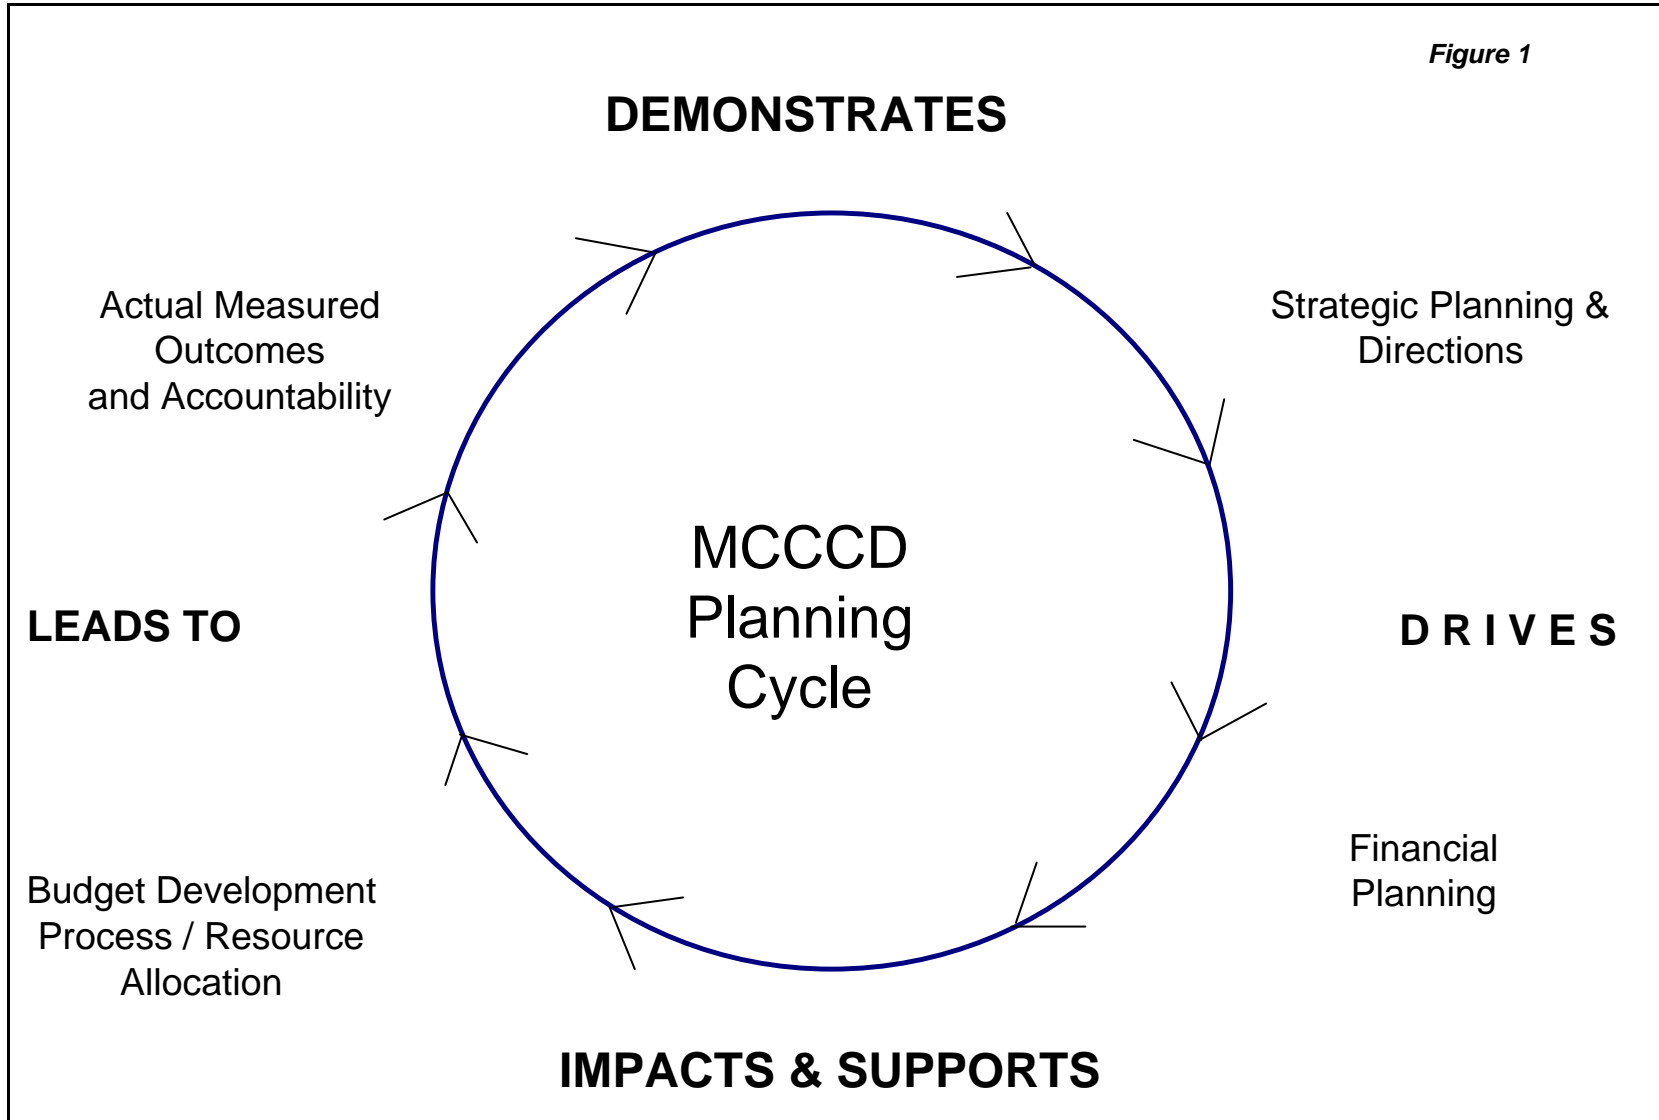 Figure 1
DEMONSTRATES
Actual Measured
Outcomes
and Accountability
Strategic Planning &
Directions
MCCCD
Planning
Cycle
LEADS TO
D R I V E S
Financial
Planning
Budget Development
Process / Resource
Allocation
IMPACTS & SUPPORTS